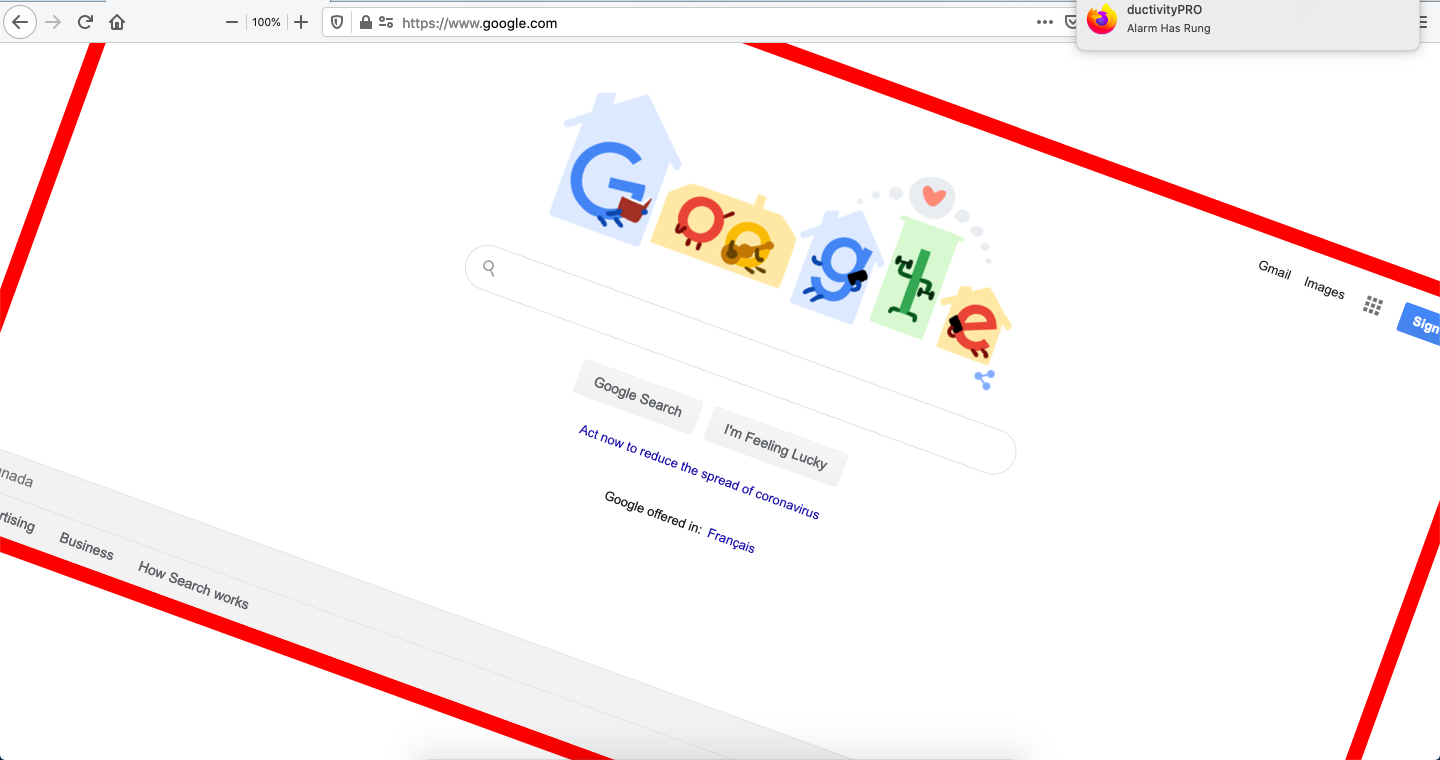 100%
https://www.google.com
ductivityPRO
Alarm Has Rung
Google
Gmail Images
Sign
Google Search I'm Feeling Lucky
Act now to reduce the spread of coronavirus
Google offered in: Français
nada
rtising Business How Search works